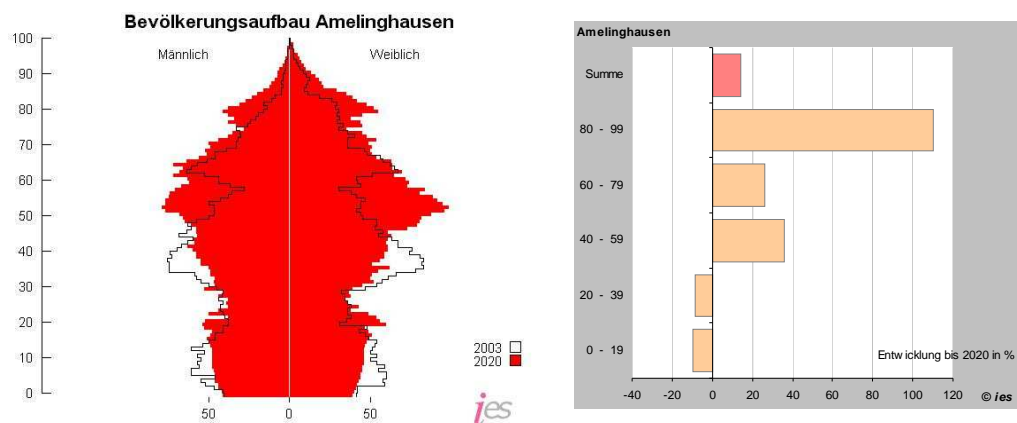 Bevölkerungsaufbau Amelinghausen
Männlich
Weiblich
100
90
80
70
60
50
40
30
20
10
0
50
0
50
2003
2020
ies
Amelinghausen
Summe
80 - 99
60 - 79
40 - 59
20 - 39
0 - 19
Entwicklung bis 2020 in %
-40
-20
0
20
40
60
80
100
120
© ies